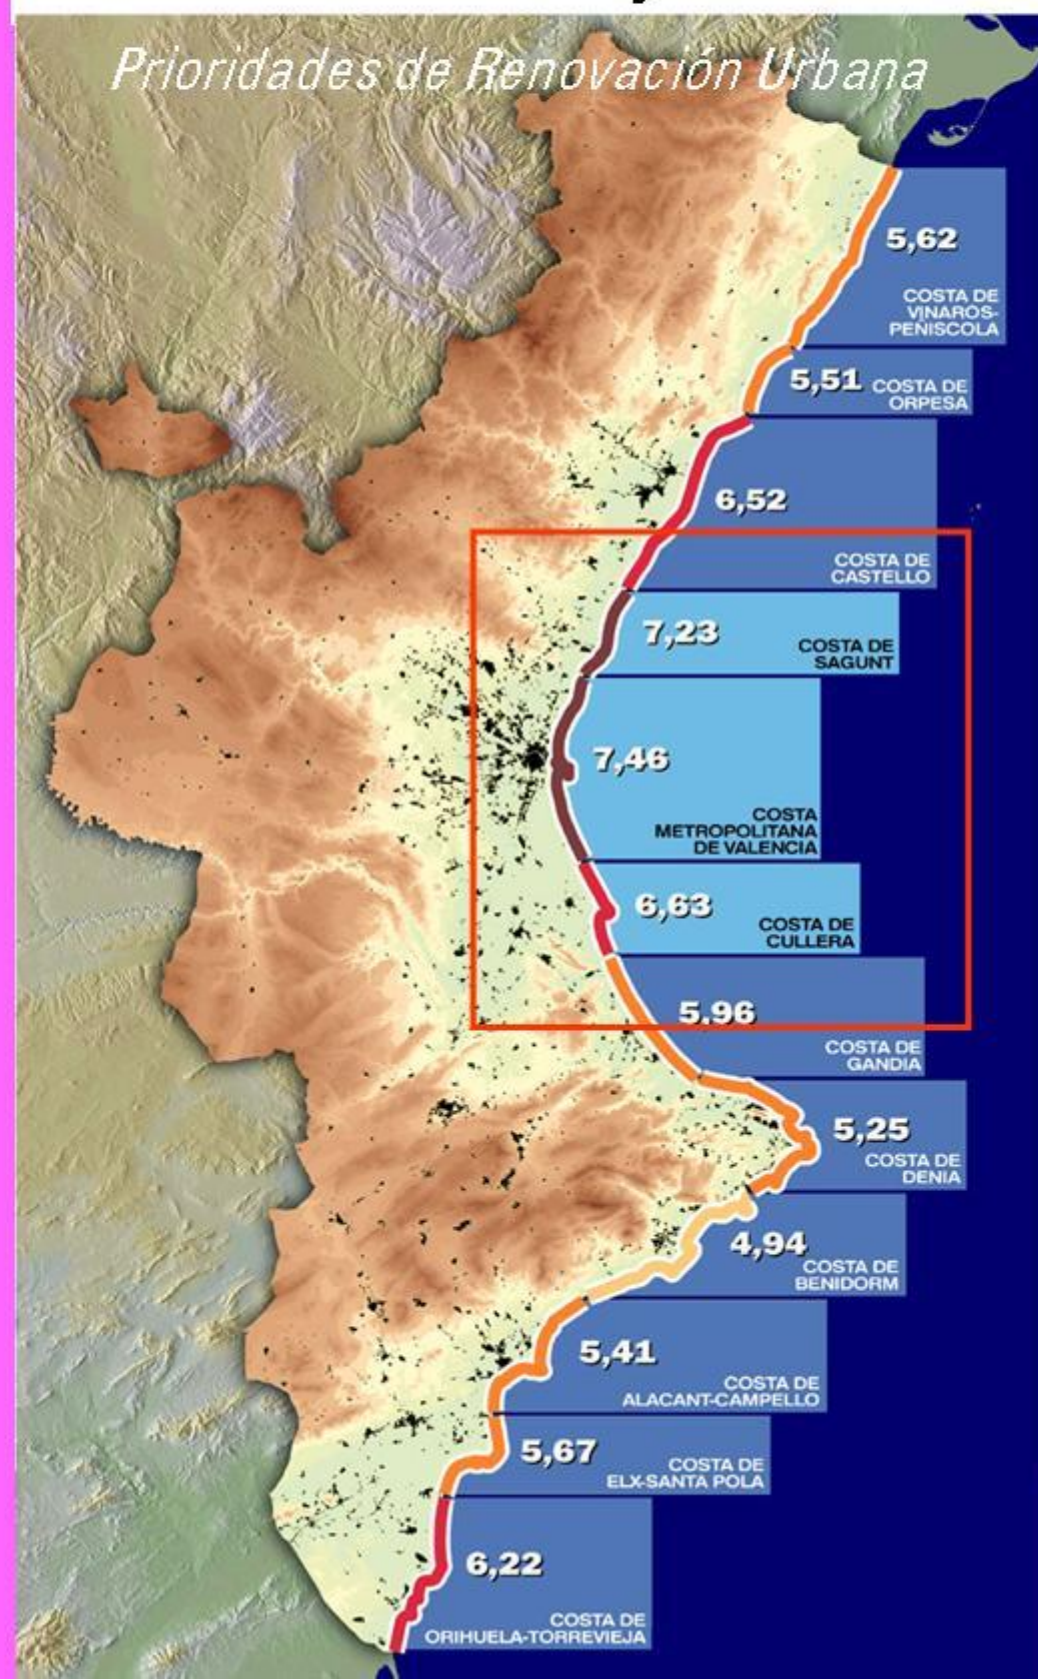 Prioridades de Renovación Urbana
5,62
COSTA DE
VINAROS-
PEÑISCOLA
5,51
COSTA DE
ORPESA
6,52
COSTA DE
CASTELLO
7,23
COSTA DE
SAGUNT
7,46
COSTA
METROPOLITANA
DE VALENCIA
6,63
COSTA DE
CULLERA
5.96
COSTA DE
GANDIA
5,25
COSTA DE
DENIA
4,94
COSTA DE
BENIDORM
5,41
COSTA DE
ALACANT-CAMPELLO
5,67
COSTA DE
ELX-SANTA POLA
6,22
COSTA DE
ORIHUELA-TORREVIEJA